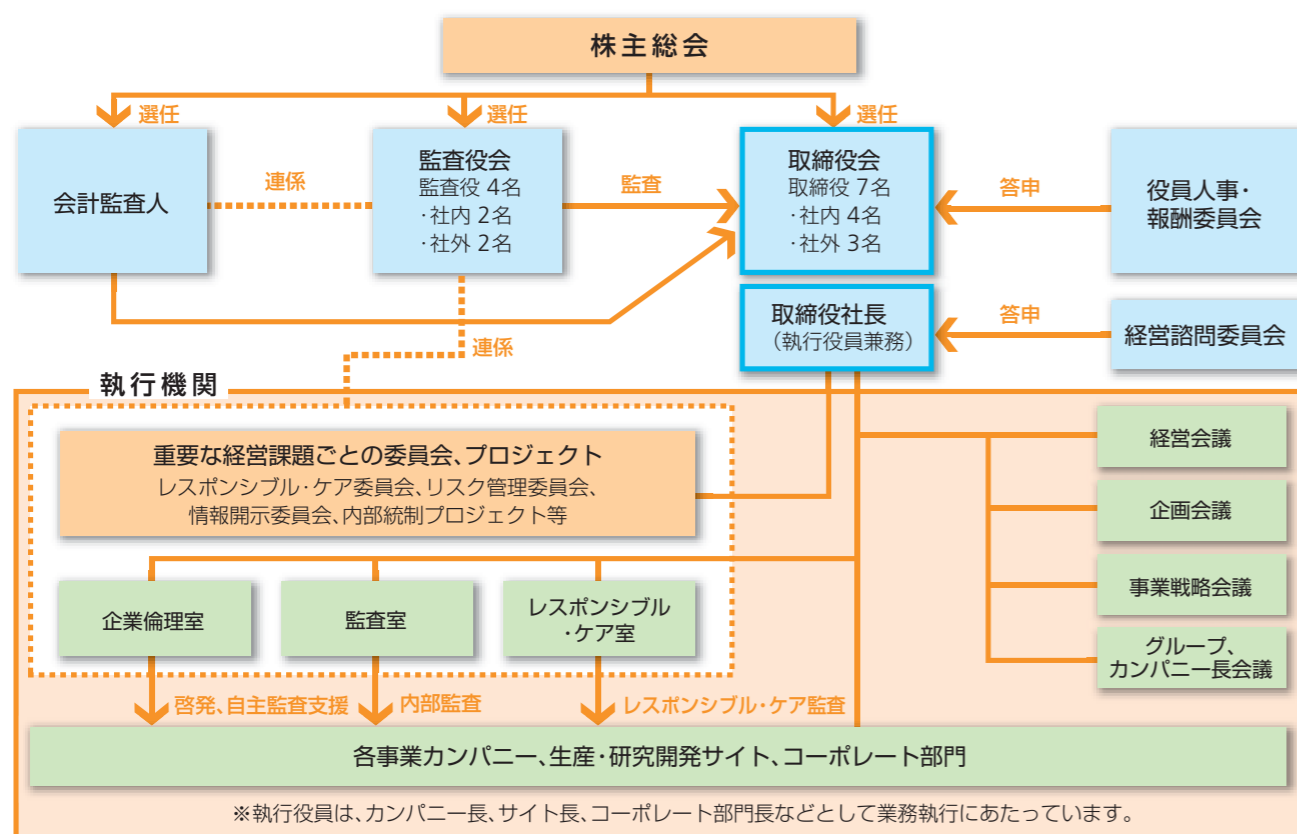 株主総会
選任
選任
選任
会計監査人
連係
監査役会
監査役 4名
・社内 2名
・社外 2名
監査
取締役会
取締役 7名
・社内 4名
・社外 3名
答申
役員人事・
報酬委員会
取締役社長
（執行役員兼務）
答申
経営諮問委員会
連係
執行機関
重要な経営課題ごとの委員会、プロジェクト
レスポンシブル・ケア委員会、リスク管理委員会、
情報開示委員会、内部統制プロジェクト等
経営会議
企画会議
事業戦略会議
グループ、
カンパニー長会議
企業倫理室
監査室
レスポンシブル
・ケア室
啓発、自主監査支援
内部監査
レスポンシブル・ケア監査
各事業カンパニー、生産・研究開発サイト、コーポレート部門
※執行役員は、カンパニー長、サイト長、コーポレート部門長などとして業務執行にあたっています。